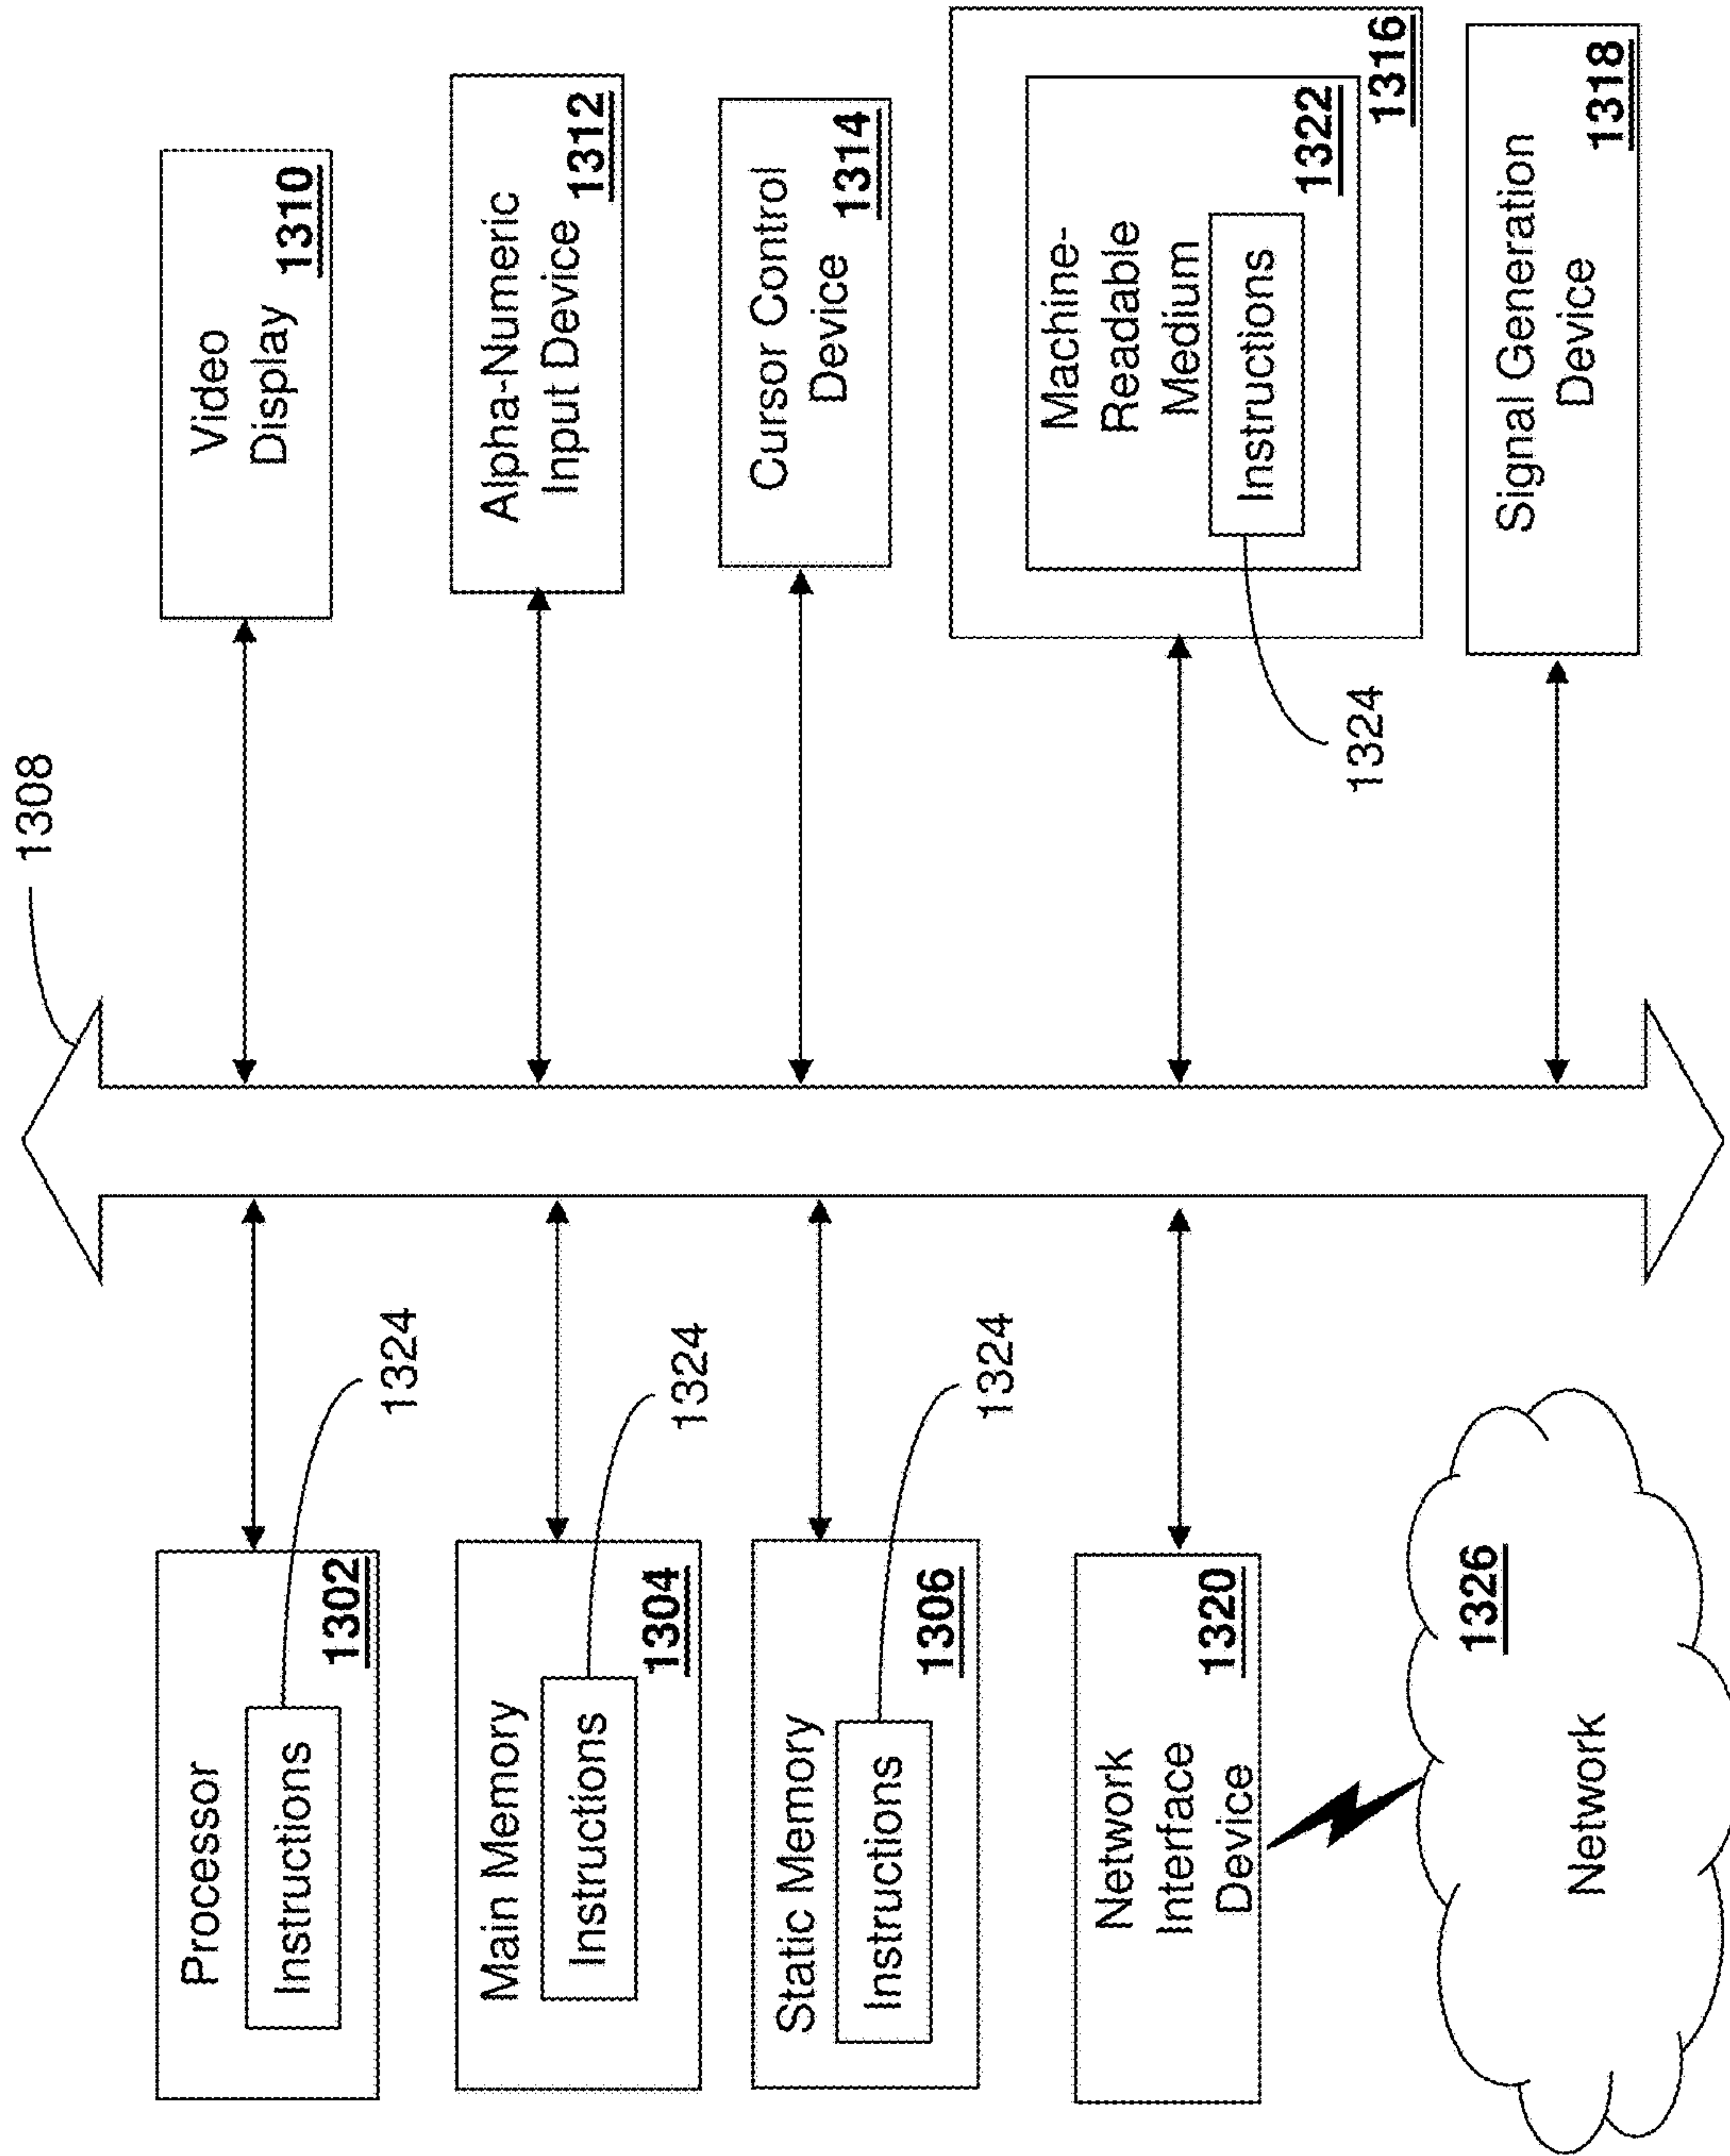 1308
Processor
Instructions
1302
1324
Main Memory
Instructions
1304
1324
Static Memory
Instructions
1306
1324
Network
Interface
Device
1320
1326
Network
Video
Display
1310
Alpha-Numeric
Input Device
1312
Cursor Control
Device
1314
Machine-
Readable
Medium
1322
Instructions
1316
1324
Signal Generation
Device
1318